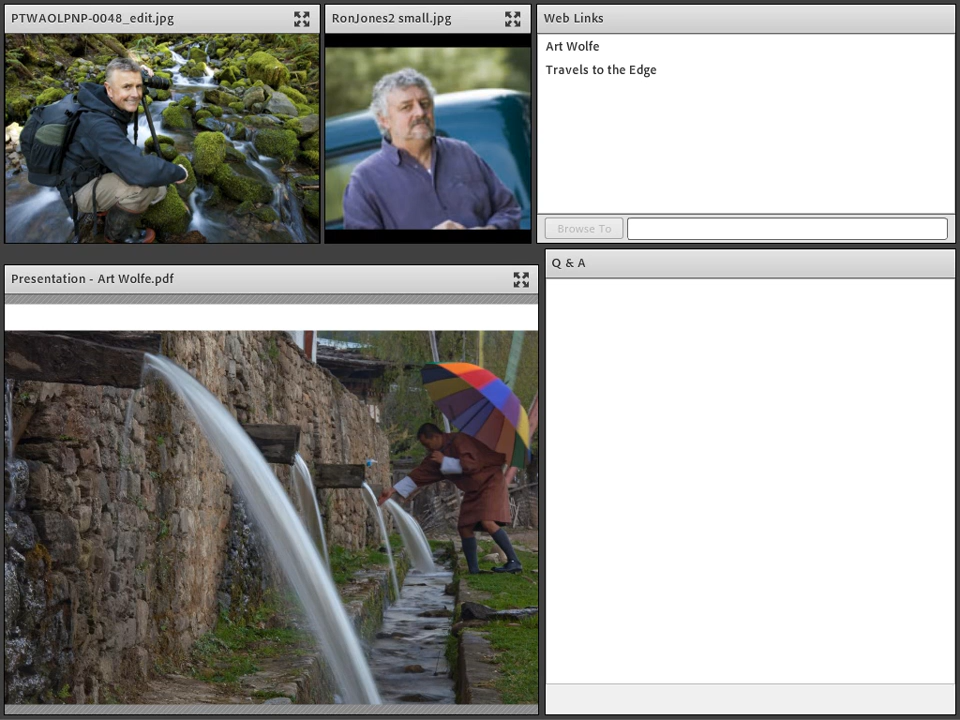 PTWAOLPNP-0048_edit.jpg
RonJones2 small.jpg
Web Links
Art Wolfe
Travels to the Edge
Browse To
Presentation - Art Wolfe.pdf
Q & A